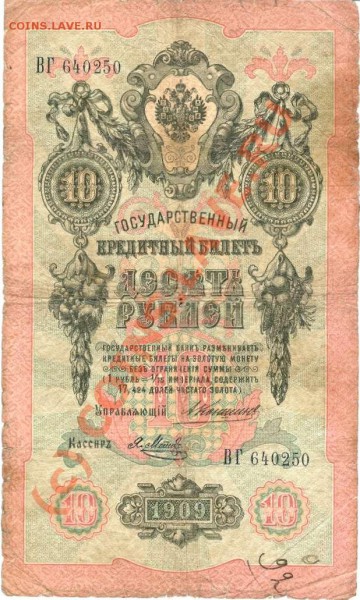 COINS.LAVE.RU
ВГ 640250
10 10
ГОСУДАРСТВЕННЫЙ
КРЕДИТНЫЙ БИЛЕТЪ
ДЕСЯТЬ
РУБЛЕЙ
ГОСУДАРСТВЕННЫЙ БАНКЪ РАЗМѢНИВАЕТЪ
КРЕДИТНЫЕ БИЛЕТЫ НА ЗОЛОТУЮ МОНЕТУ
БЕЗЪ ОГРАНИЧЕНІЯ СУММЫ
(1 РУБЛЬ = 1/15 ИМПЕРІАЛА, СОДЕРЖИТЪ
17,424 ДОЛЕЙ ЧИСТАГО ЗОЛОТА)
УПРАВЛЯЮЩІЙ
КАССИРЪ
ВГ 640250
10 1909 10